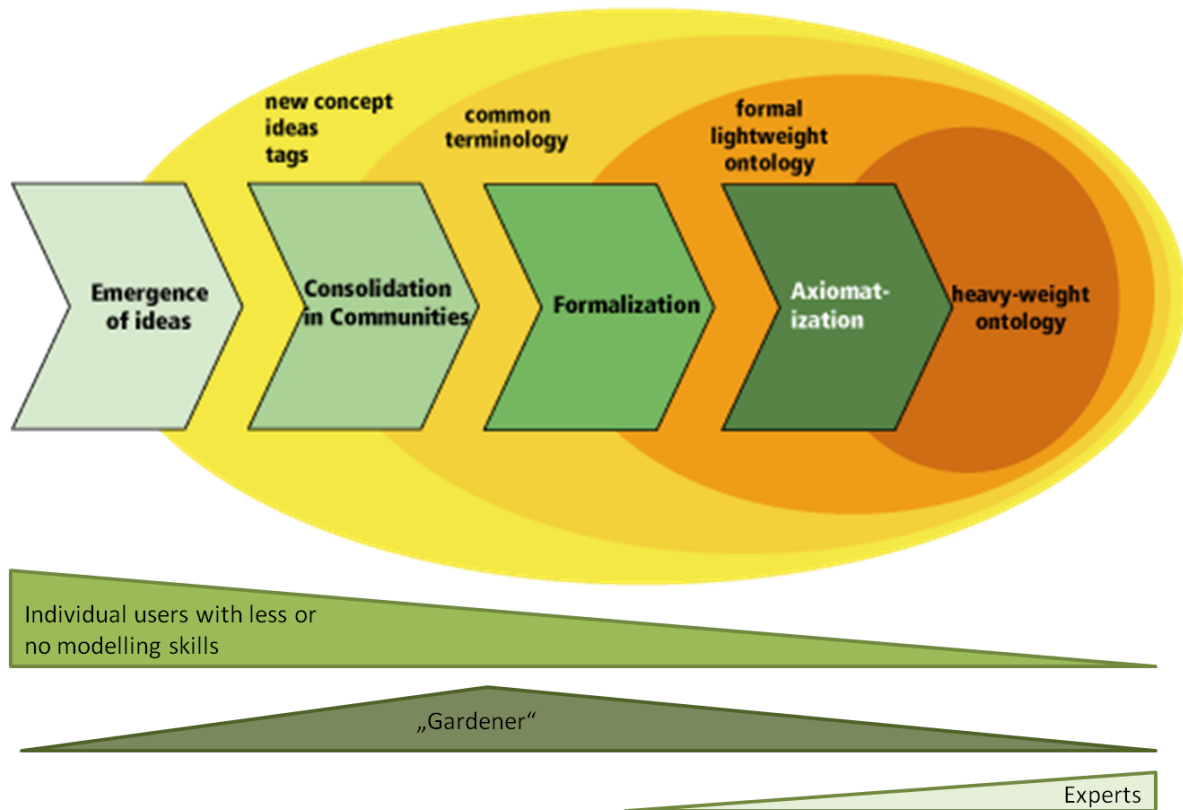 new concept
ideas
tags
common
terminology
formal
lightweight
ontology
Emergence
of ideas
Consolidation
in Communities
Formalization
Axiomat-
ization
heavy-weight
ontology
Individual users with less or
no modelling skills
„Gardener“
Experts